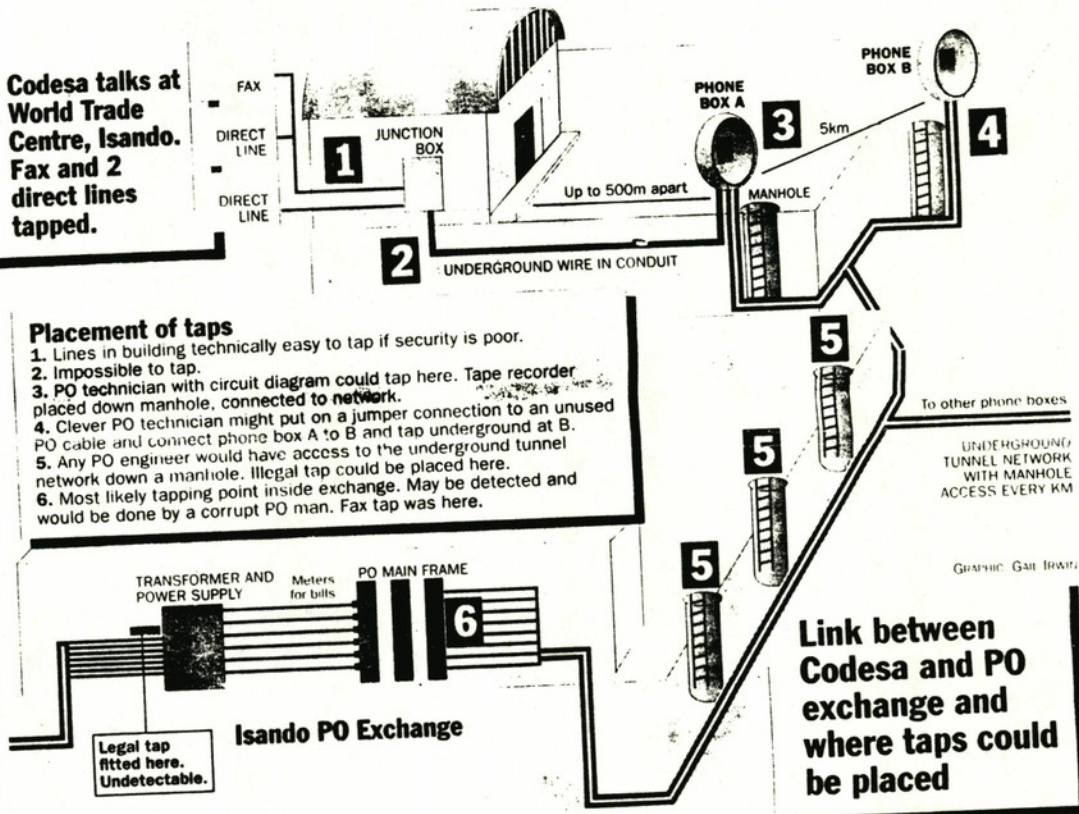 Codesa talks at
World Trade
Centre, Isando.
Fax and 2
direct lines
tapped.
FAX
DIRECT
LINE
DIRECT
LINE
1
JUNCTION
BOX
2
UNDERGROUND WIRE IN CONDUIT
Up to 500m apart
PHONE
BOX A
3
MANHOLE
5km
PHONE
BOX B
4
Placement of taps
1. Lines in building technically easy to tap if security is poor.
2. Impossible to tap.
3. PO technician with circuit diagram could tap here. Tape recorder
placed down manhole, connected to network.
4. Clever PO technician might put on a jumper connection to an unused
PO cable and connect phone box A to B and tap underground at B.
5. Any PO engineer would have access to the underground tunnel
network down a manhole. Illegal tap could be placed here.
6. Most likely tapping point inside exchange. May be detected and
would be done by a corrupt PO man. Fax tap was here.
5
5
5
To other phone boxes
UNDERGROUND
TUNNEL NETWORK
WITH MANHOLE
ACCESS EVERY KM
GRAPHIC GAIL IRWIN
TRANSFORMER AND
POWER SUPPLY
Meters
for bills
PO MAIN FRAME
6
Isando PO Exchange
Legal tap
fitted here.
Undetectable.
Link between
Codesa and PO
exchange and
where taps could
be placed